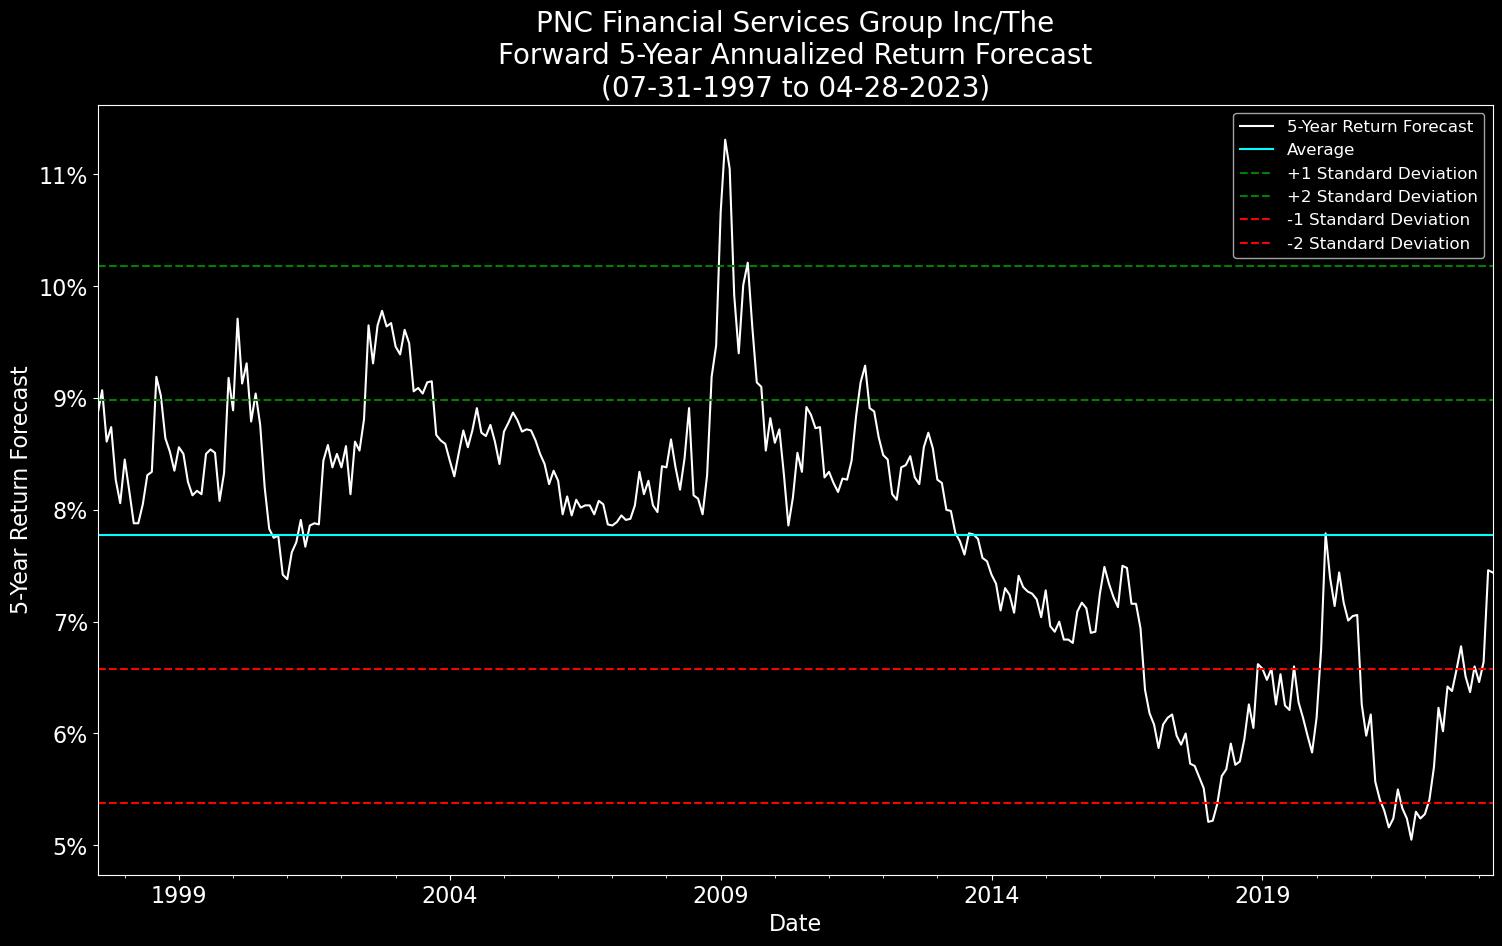 PNC Financial Services Group Inc/The
Forward 5-Year Annualized Return Forecast
(07-31-1997 to 04-28-2023)
5-Year Return Forecast
Average
+1 Standard Deviation
+2 Standard Deviation
-1 Standard Deviation
-2 Standard Deviation
11%
10%
9%
8%
7%
6%
5%
5-Year Return Forecast
1999
2004
2009
2014
2019
Date